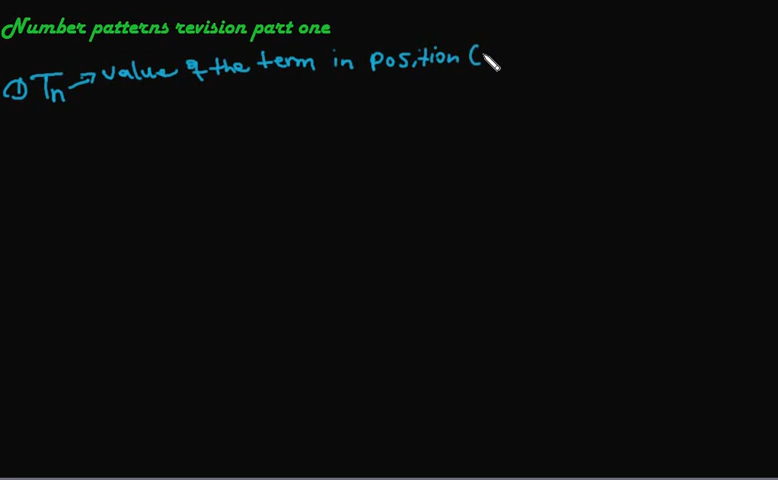 Number patterns revision part one
① Tn → value of the term in position (